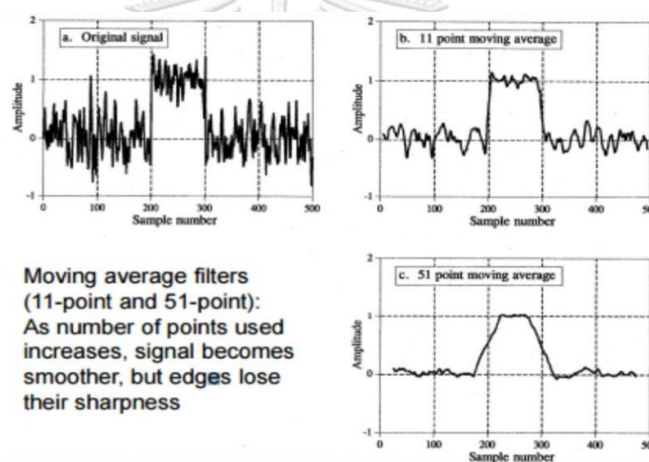 2
a. Original signal
1
0
-1
Amplitude
0 100 200 300 400 500
Sample number
2
b. 11 point moving average
1
0
-1
Amplitude
0 100 200 300 400 500
Sample number
Moving average filters
(11-point and 51-point):
As number of points used
increases, signal becomes
smoother, but edges lose
their sharpness
2
c. 51 point moving average
1
0
-1
Amplitude
0 100 200 300 400 500
Sample number